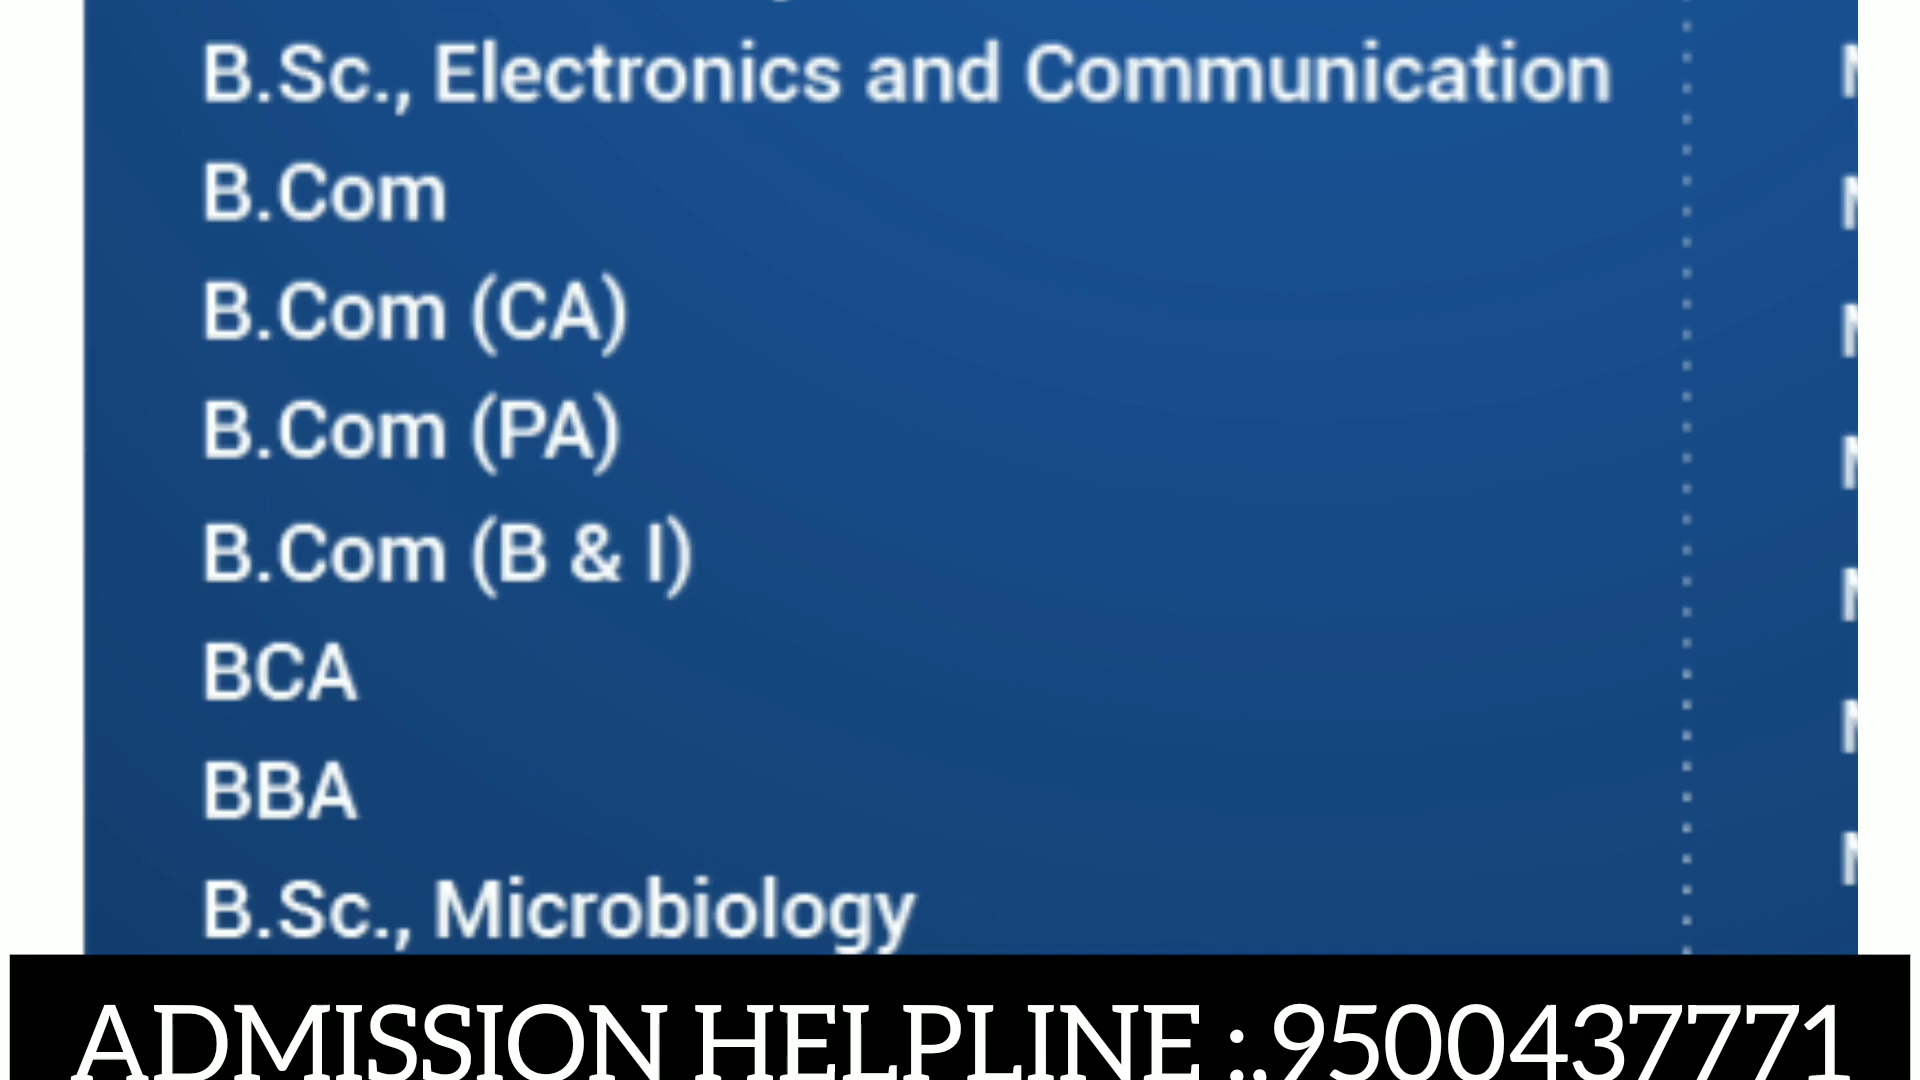 B.Sc., Electronics and Communication
B.Com
B.Com (CA)
B.Com (PA)
B.Com (B & I)
BCA
BBA
B.Sc., Microbiology
ADMISSION HELPLINE :.9500437771